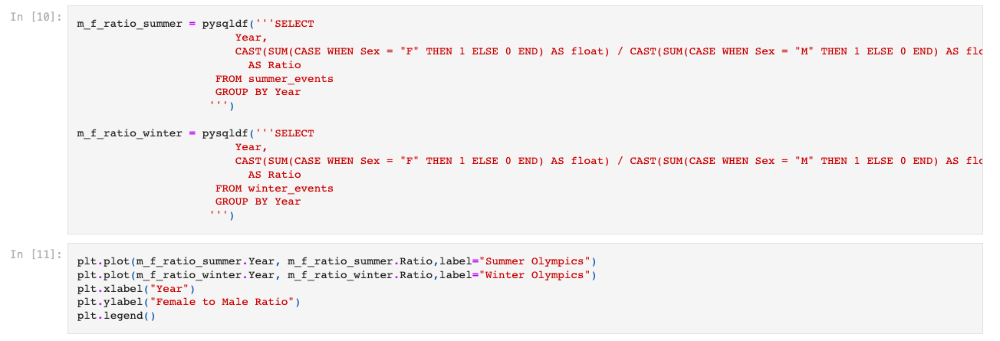 In [10]:
m_f_ratio_summer = pysqldf('''SELECT
Year,
CAST(SUM(CASE WHEN Sex = "F" THEN 1 ELSE 0 END) AS float) / CAST(SUM(CASE WHEN Sex = "M" THEN 1 ELSE 0 END) AS
AS Ratio
FROM summer_events
GROUP BY Year
''')
m_f_ratio_winter = pysqldf('''SELECT
Year,
CAST(SUM(CASE WHEN Sex = "F" THEN 1 ELSE 0 END) AS float) / CAST(SUM(CASE WHEN Sex = "M" THEN 1 ELSE 0 END) AS
AS Ratio
FROM winter_events
GROUP BY Year
''')
In [11]:
plt.plot(m_f_ratio_summer.Year, m_f_ratio_summer.Ratio,label="Summer Olympics")
plt.plot(m_f_ratio_winter.Year, m_f_ratio_winter.Ratio,label="Winter Olympics")
plt.xlabel("Year")
plt.ylabel("Female to Male Ratio")
plt.legend()